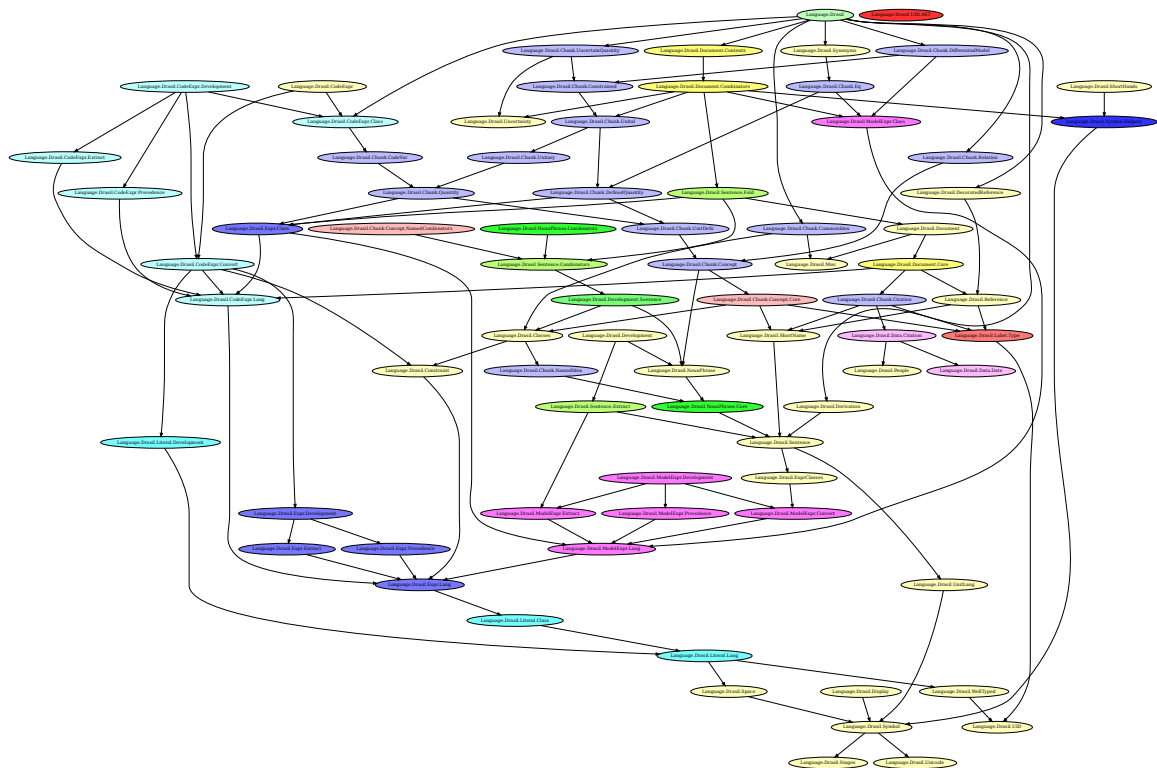 Language.Drasil
Language.Drasil.Chunk.UncertainQuantity
Language.Drasil.Document.Contents
Language.Drasil.Synonyms
Language.Drasil.Chunk.DifferentialModel
Language.Drasil.CodeExpr.Development
Language.Drasil.CodeExpr
Language.Drasil.Chunk.Constrained
Language.Drasil.Document.Combinators
Language.Drasil.Chunk.Eq
Language.Drasil.ShortHands
Language.Drasil.CodeExpr.Class
Language.Drasil.Uncertainty
Language.Drasil.Chunk.Unital
Language.Drasil.ModelExpr.Class
Language.Drasil.CodeExpr.Extract
Language.Drasil.Chunk.CodeVar
Language.Drasil.Chunk.Unitary
Language.Drasil.Chunk.Relation
Language.Drasil.CodeExpr.Precedence
Language.Drasil.Chunk.Quantity
Language.Drasil.Chunk.DefinedQuantity
Language.Drasil.Sentence.Fold
Language.Drasil.DecoratedReference
Language.Drasil.Expr.Class
Language.Drasil.Chunk.Concept.NamedCombinators
Language.Drasil.NounPhrase.Combinators
Language.Drasil.Chunk.UnitDefn
Language.Drasil.Chunk.CommonIdea
Language.Drasil.Document
Language.Drasil.CodeExpr.Convert
Language.Drasil.Sentence.Combinators
Language.Drasil.Chunk.Concept
Language.Drasil.Misc
Language.Drasil.Document.Core
Language.Drasil.CodeExpr.Lang
Language.Drasil.Development.Sentence
Language.Drasil.Chunk.Concept.Core
Language.Drasil.Chunk.Citation
Language.Drasil.Reference
Language.Drasil.Classes
Language.Drasil.Development
Language.Drasil.ShortName
Language.Drasil.Data.Citation
Language.Drasil.Label.Type
Language.Drasil.Constraint
Language.Drasil.Chunk.NamedIdea
Language.Drasil.NounPhrase
Language.Drasil.People
Language.Drasil.Data.Date
Language.Drasil.Sentence.Extract
Language.Drasil.NounPhrase.Core
Language.Drasil.Derivation
Language.Drasil.Literal.Development
Language.Drasil.Sentence
Language.Drasil.ModelExpr.Development
Language.Drasil.ExprClasses
Language.Drasil.Expr.Development
Language.Drasil.ModelExpr.Extract
Language.Drasil.ModelExpr.Precedence
Language.Drasil.ModelExpr.Convert
Language.Drasil.Expr.Extract
Language.Drasil.Expr.Precedence
Language.Drasil.ModelExpr.Lang
Language.Drasil.Expr.Lang
Language.Drasil.UnitLang
Language.Drasil.Literal.Class
Language.Drasil.Literal.Lang
Language.Drasil.Space
Language.Drasil.Display
Language.Drasil.WellTyped
Language.Drasil.Symbol
Language.Drasil.UID
Language.Drasil.Stages
Language.Drasil.Unicode